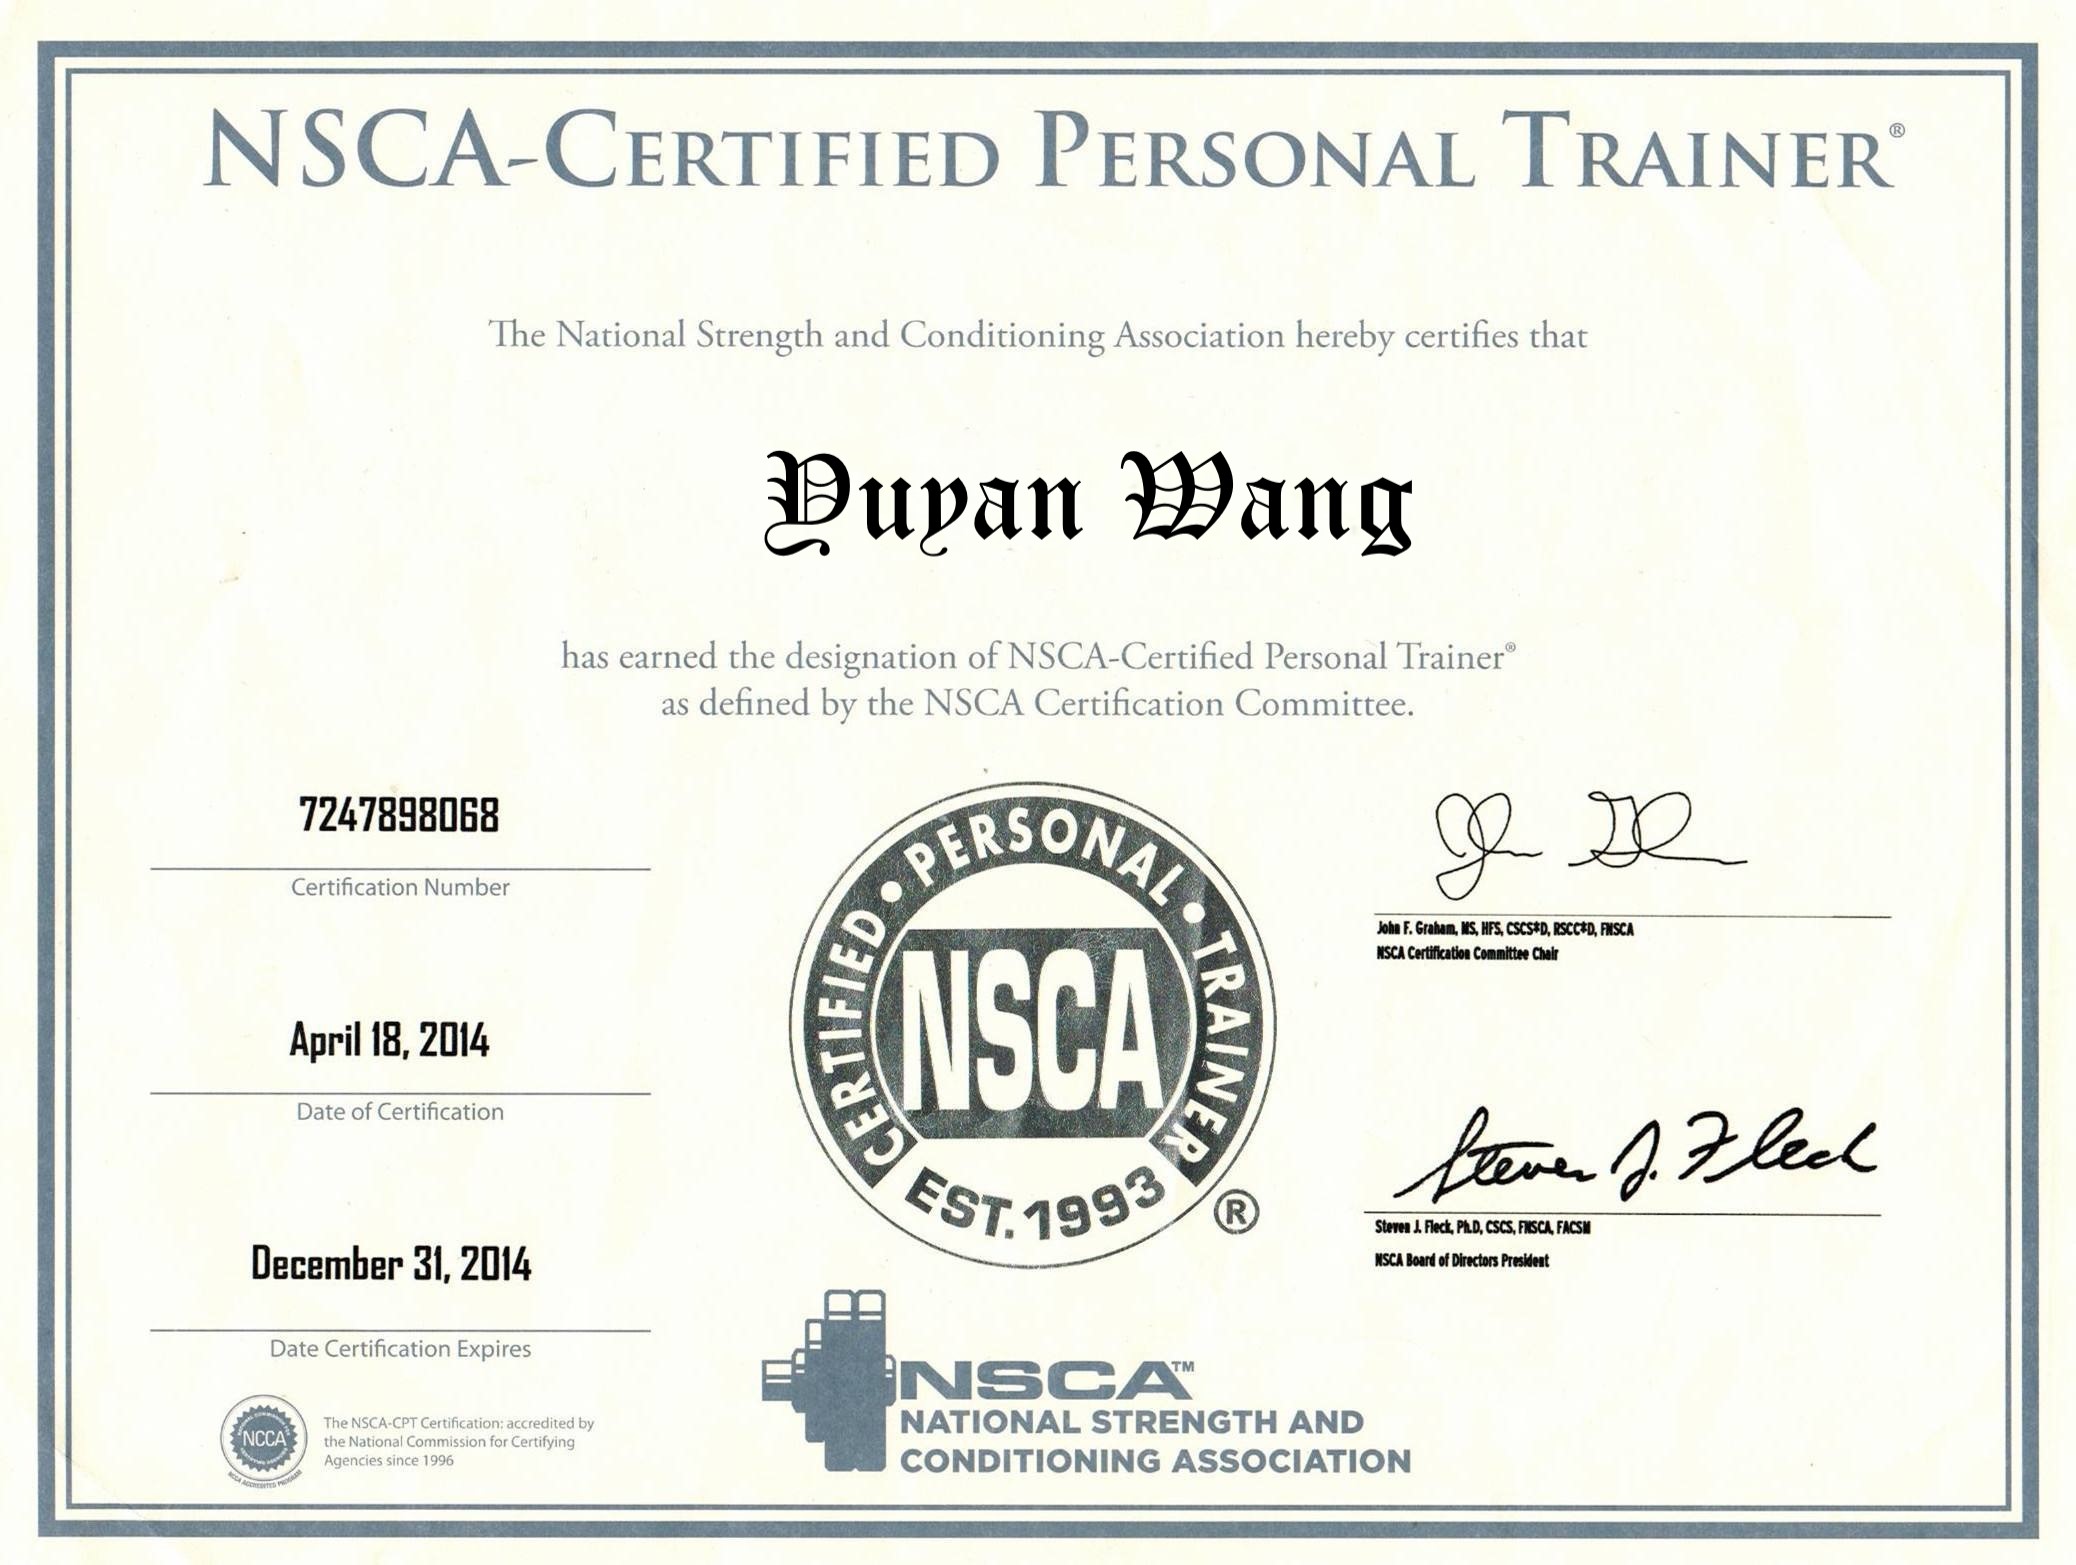 NSCA-CERTIFIED PERSONAL TRAINER®
The National Strength and Conditioning Association hereby certifies that
Yuyan Wang
has earned the designation of NSCA-Certified Personal Trainer®
as defined by the NSCA Certification Committee.
7247898068
Certification Number
April 18, 2014
Date of Certification
December 31, 2014
Date Certification Expires
NCCA
NCCA ACCREDITED PROGRAM
The NSCA-CPT Certification: accredited by
the National Commission for Certifying
Agencies since 1996
CERTIFIED • PERSONAL • TRAINER
NSCA
EST. 1993
®
NSCA™
NATIONAL STRENGTH AND
CONDITIONING ASSOCIATION
John F. Graham, MS, HFS, CSCS*D, RSCC*D, FNSCA
NSCA Certification Committee Chair
Steven J. Fleck
Steven J. Fleck, Ph.D, CSCS, FNSCA, FACSM
NSCA Board of Directors President